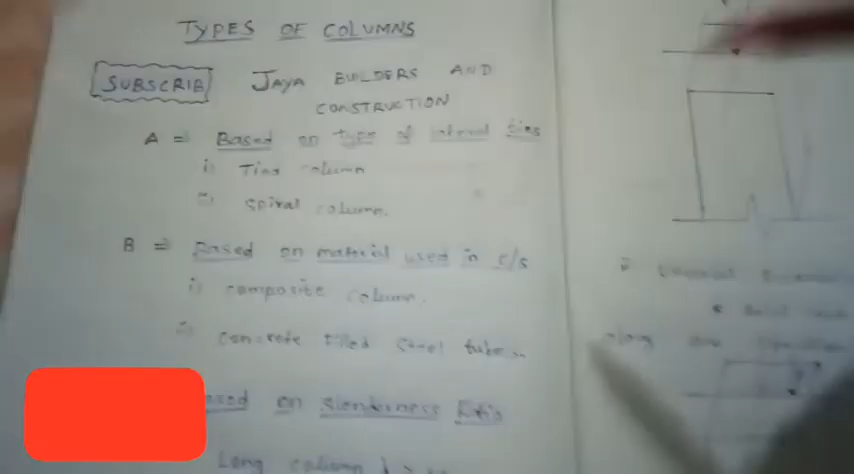 TYPES OF COLUMNS
SUBSCRIB JAYA BUILDERS AND
CONSTRUCTION
A ⇒ Based on type of lateral ties
i) Tied column
ii) Spiral column.
B ⇒ Based on material used in c/s
i) composite column.
ii) concrete filled steel tube
on slenderness Ratio
Long column
along